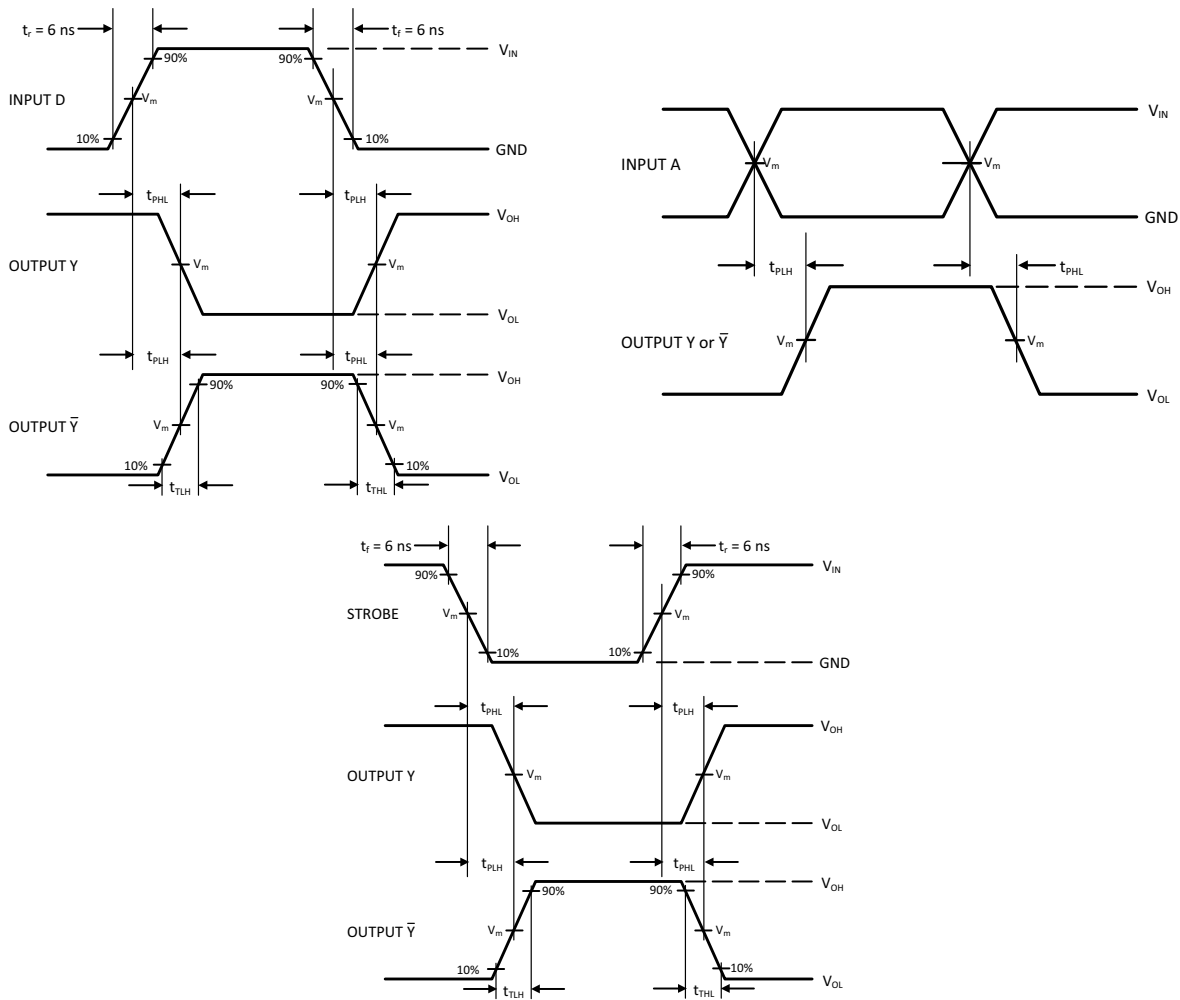 tr = 6 ns
tf = 6 ns
VIN
90%
90%
INPUT D
Vm
Vm
10%
10%
GND
tPHL
tPLH
VOH
OUTPUT Y
Vm
Vm
VOL
tPLH
tPHL
VOH
90%
90%
OUTPUT Ȳ
Vm
Vm
10%
10%
VOL
tTLH
tTHL
VIN
INPUT A
Vm
Vm
GND
tPLH
tPHL
VOH
OUTPUT Y or Ȳ
Vm
Vm
VOL
tf = 6 ns
tr = 6 ns
VIN
90%
90%
STROBE
Vm
Vm
10%
10%
GND
tPHL
tPLH
VOH
OUTPUT Y
Vm
Vm
VOL
tPLH
tPHL
VOH
90%
90%
OUTPUT Ȳ
Vm
Vm
10%
10%
VOL
tTLH
tTHL